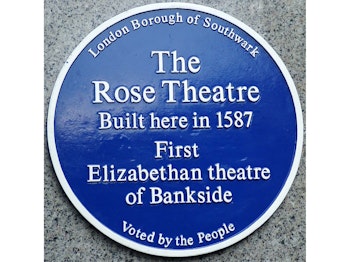 London Borough of Southwark
The
Rose Theatre
Built here in 1587
First
Elizabethan theatre
of Bankside
Voted by the People